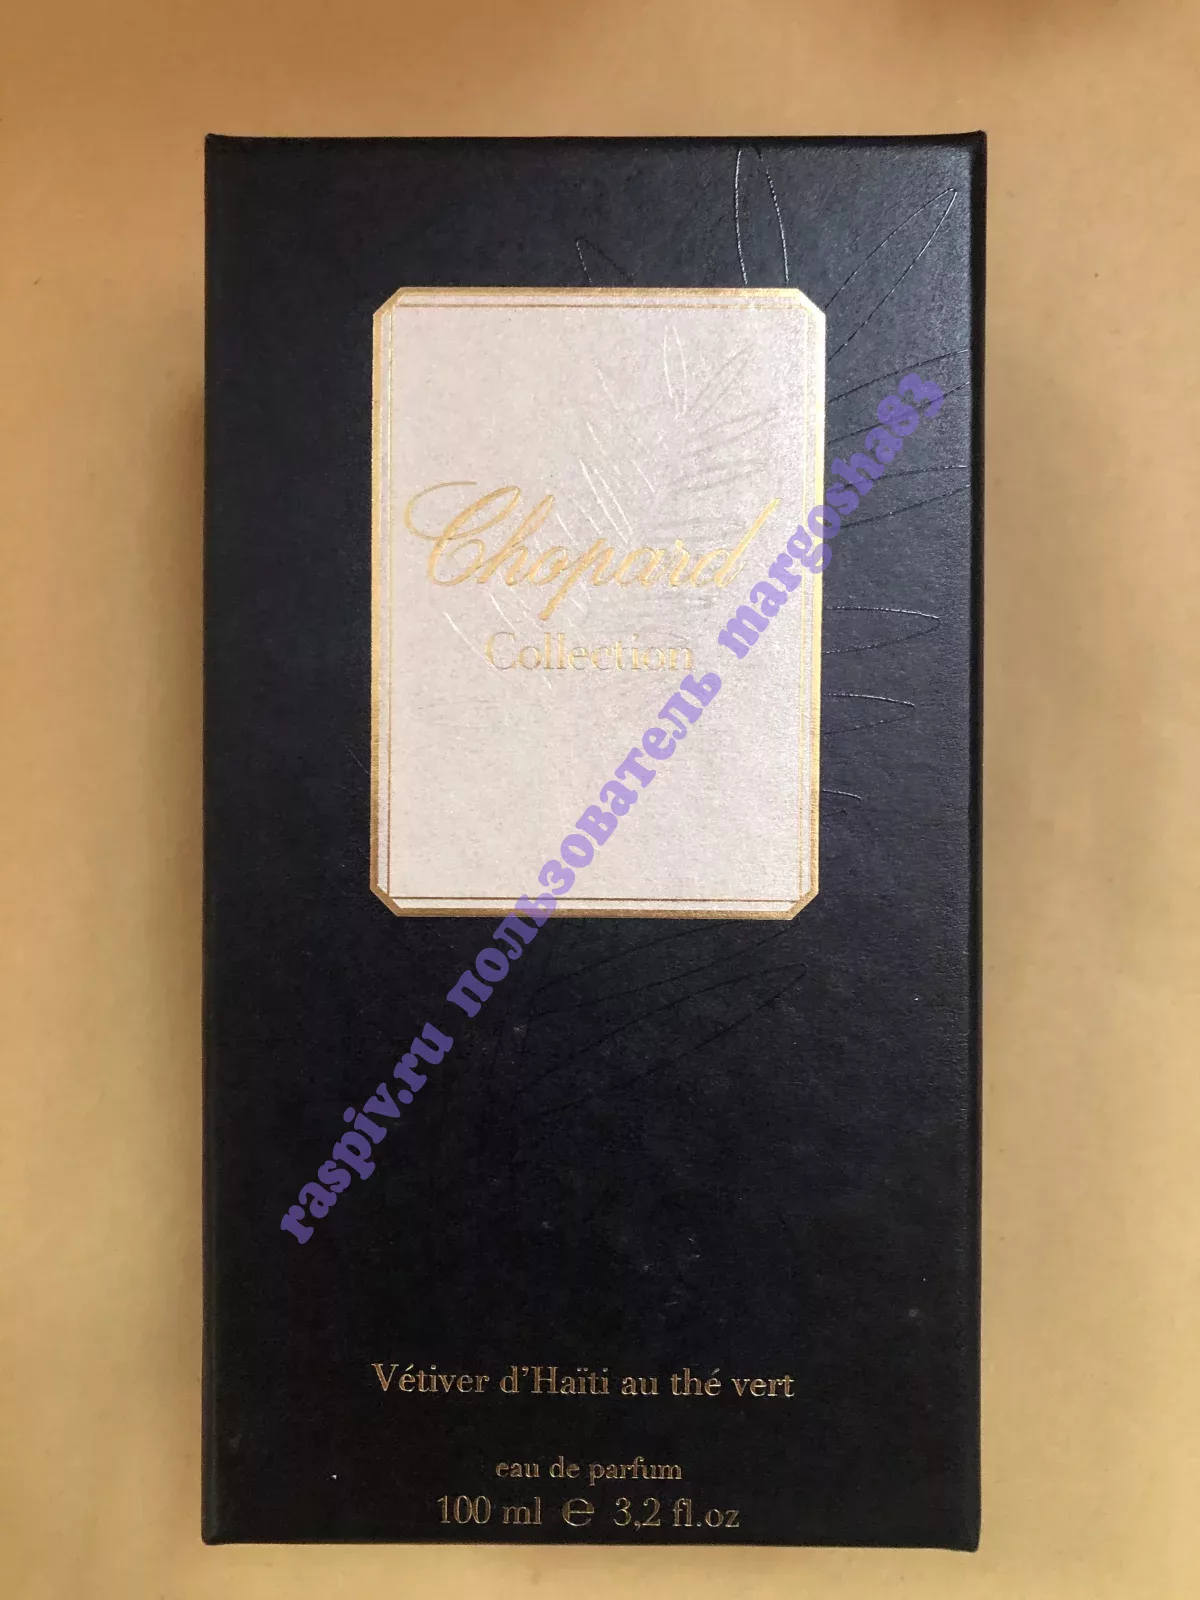 Chopard
Collection
raspiv.ru пользователь margosha83
Vétiver d'Haïti au thé vert
eau de parfum
100 ml ℮ 3,2 fl.oz